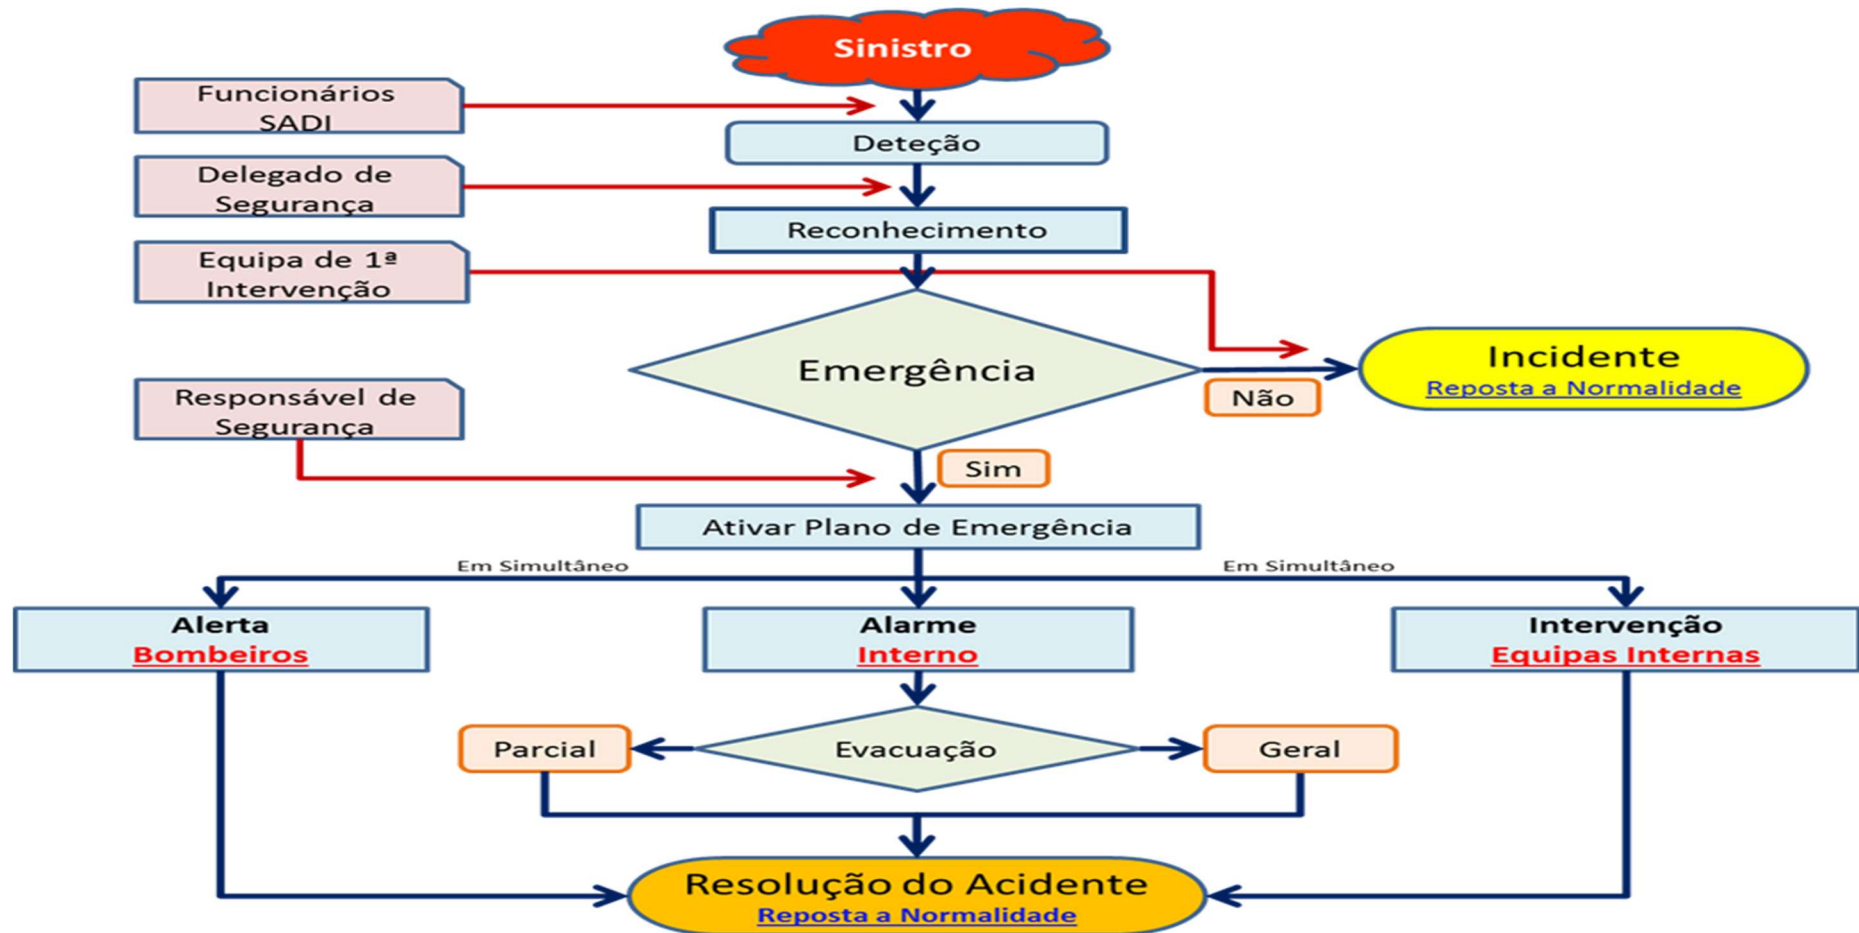 Sinistro
Funcionários
SADI
Deteção
Delegado de
Segurança
Reconhecimento
Equipa de 1ª
Intervenção
Emergência
Incidente
Reposta a Normalidade
Não
Responsável de
Segurança
Sim
Ativar Plano de Emergência
Em Simultâneo
Em Simultâneo
Alerta
Bombeiros
Alarme
Interno
Intervenção
Equipas Internas
Parcial
Evacuação
Geral
Resolução do Acidente
Reposta a Normalidade